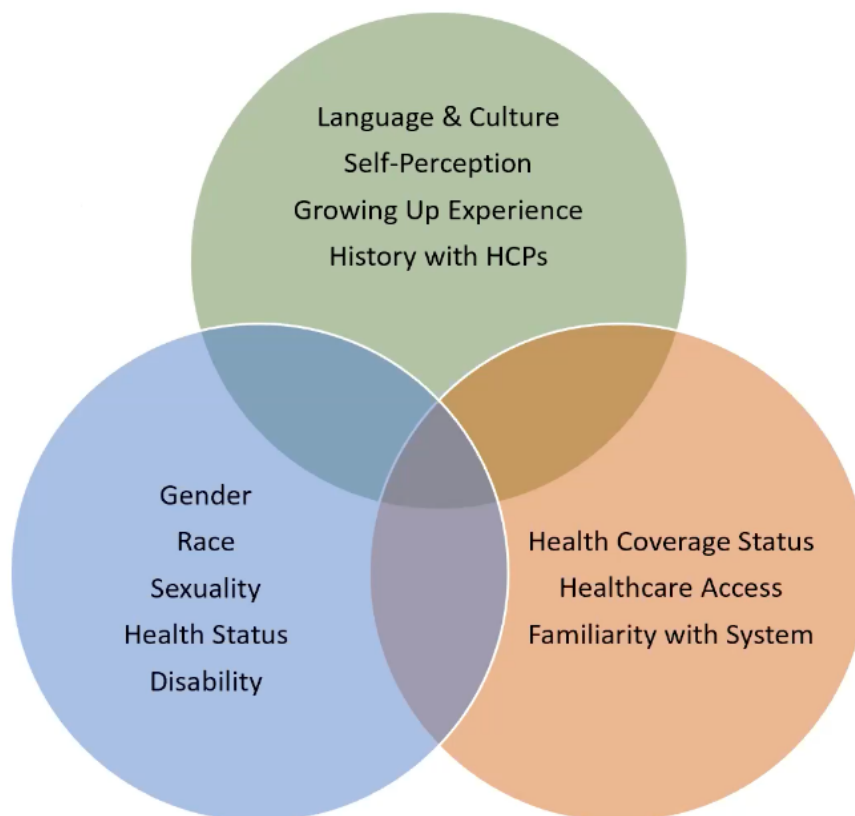 Language & Culture
Self-Perception
Growing Up Experience
History with HCPs
Gender
Race
Sexuality
Health Status
Disability
Health Coverage Status
Healthcare Access
Familiarity with System